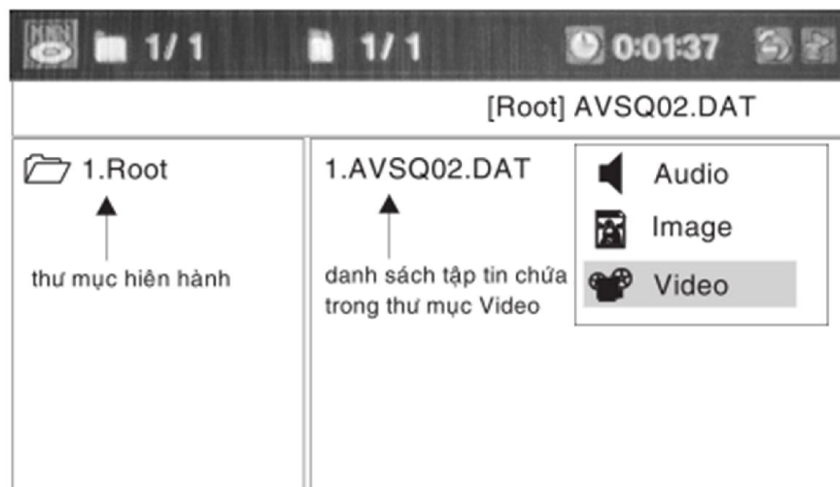 1/ 1
1/ 1
0:01:37
[Root] AVSQ02.DAT
1.Root
thư mục hiện hành
1.AVSQ02.DAT
danh sách tập tin chứa
trong thư mục Video
Audio
Image
Video